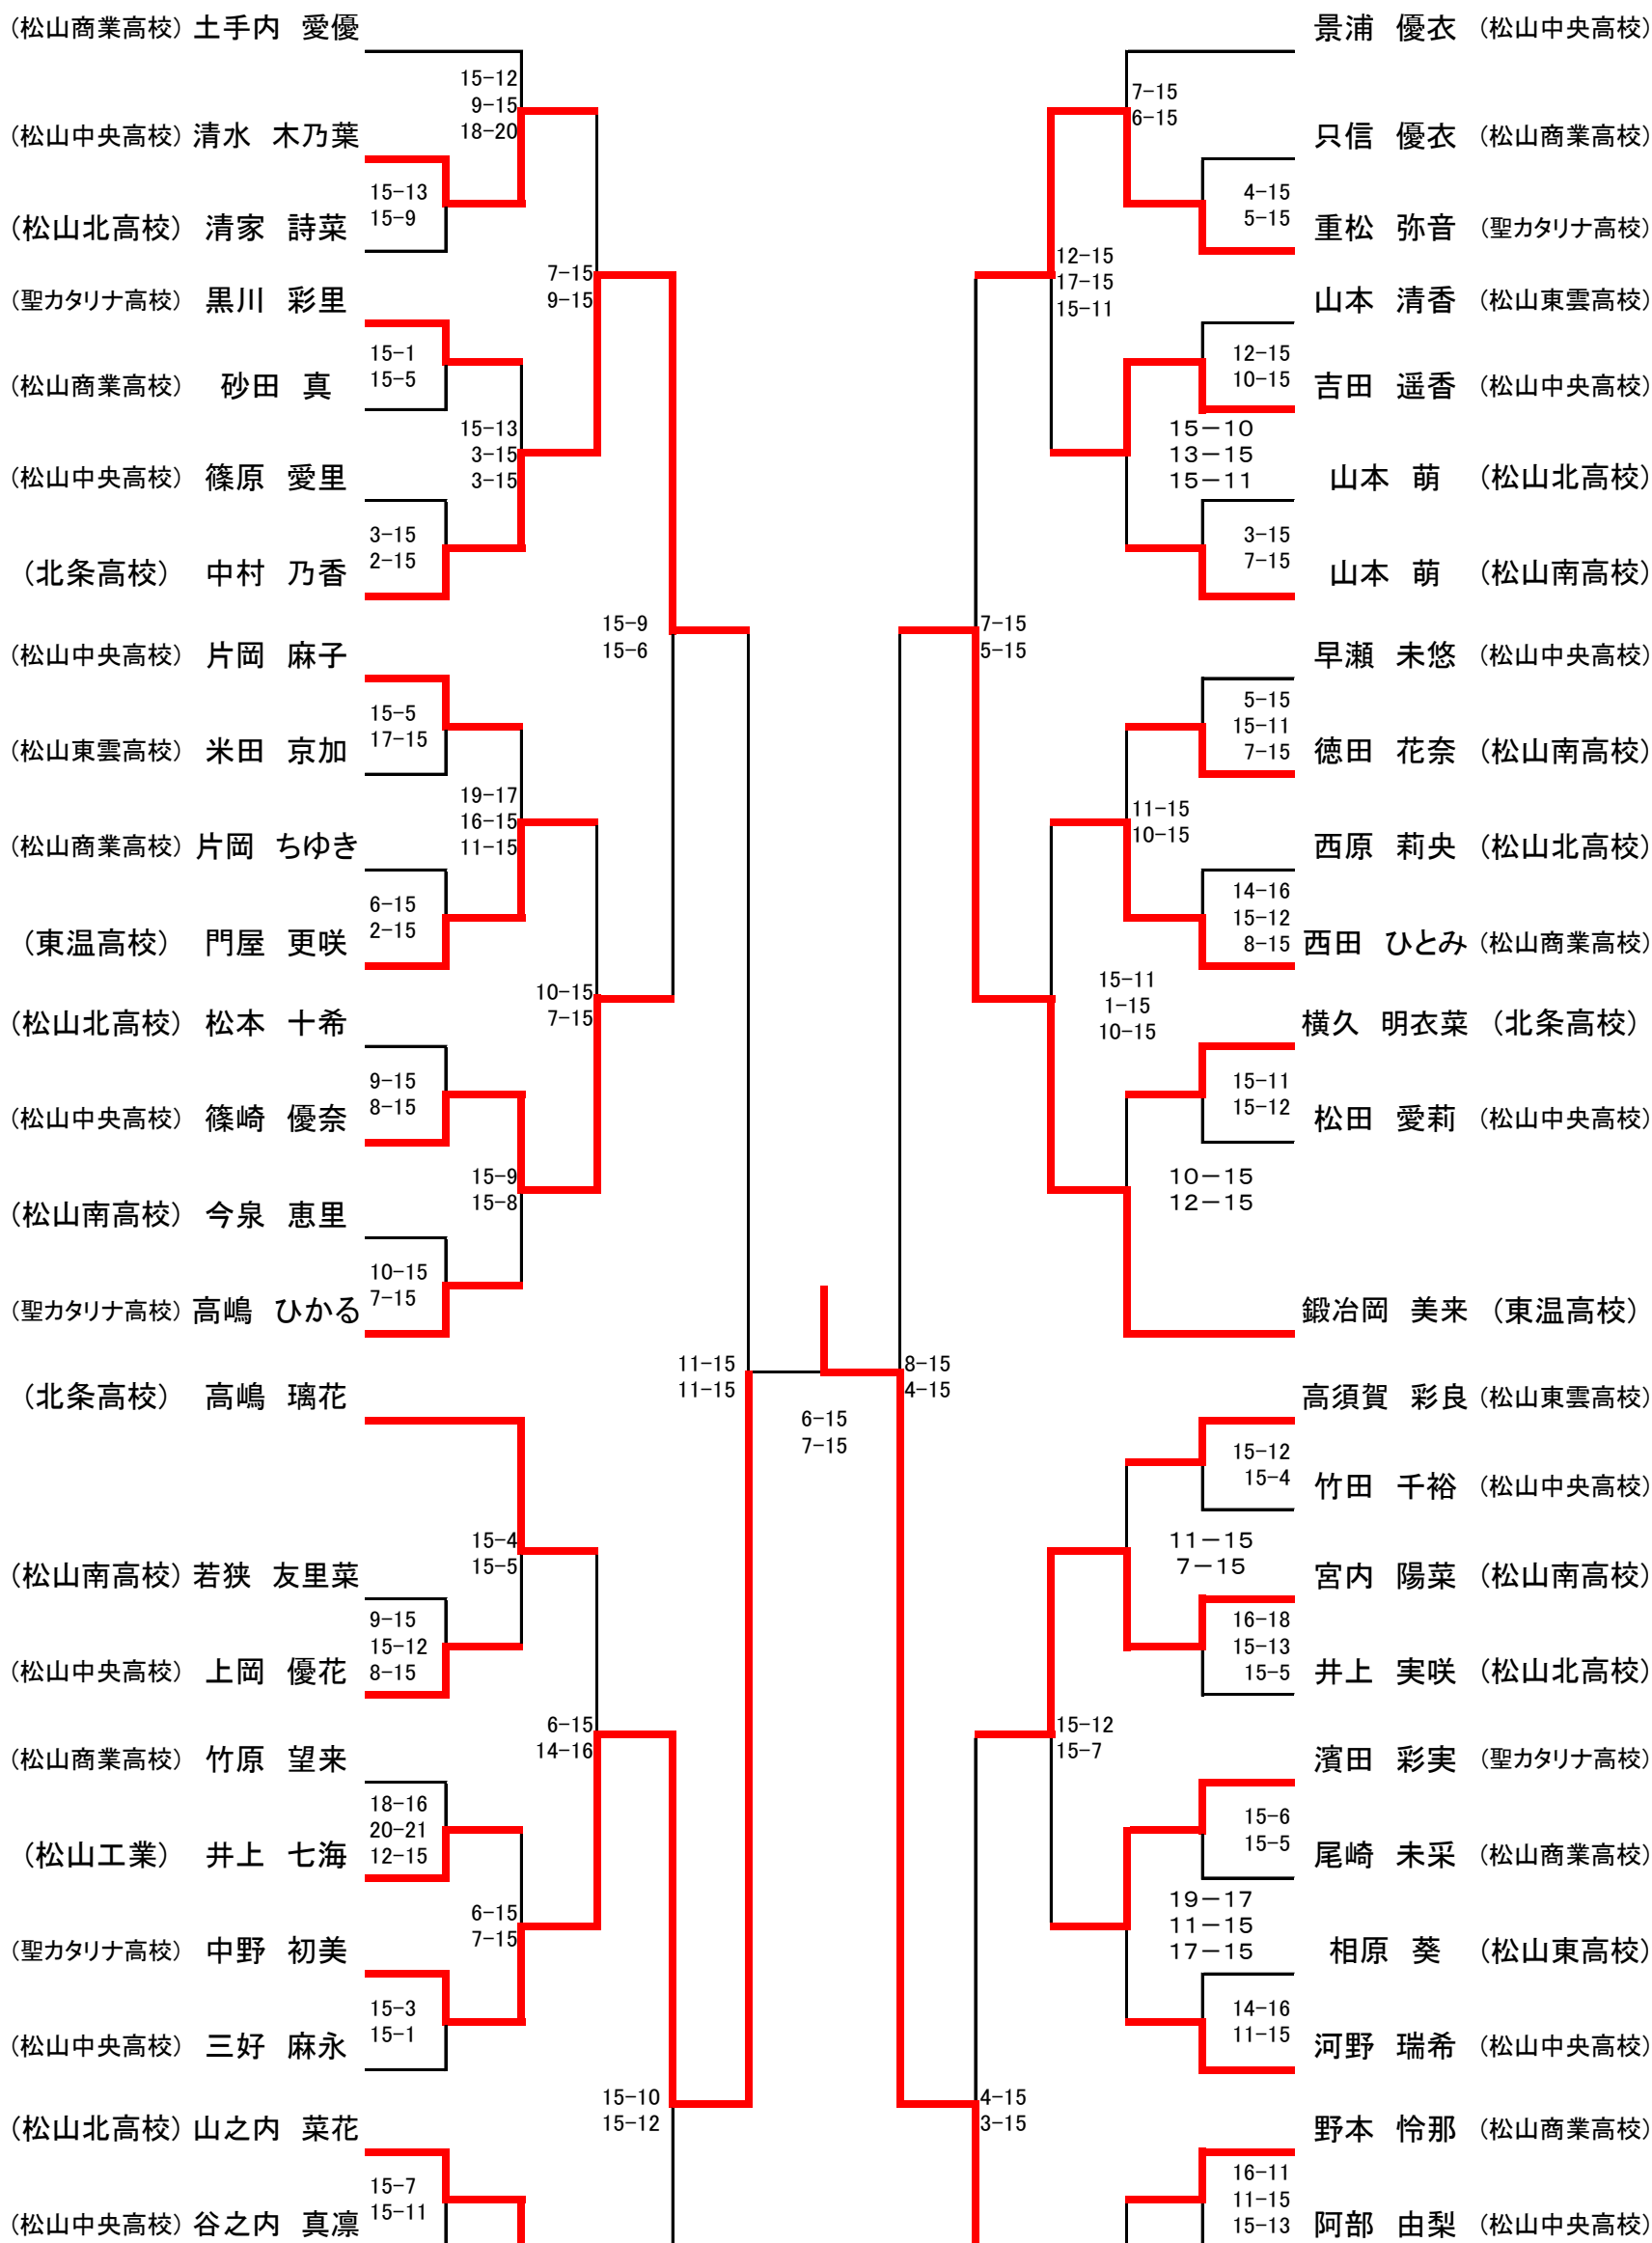 (松山商業高校) 土手内 愛優
15-12
9-15
18-20
(松山中央高校) 清水 木乃葉
15-13
15-9
(松山北高校) 清家 詩菜
7-15
9-15
(聖カタリナ高校) 黒川 彩里
15-1
15-5
(松山商業高校) 砂田 真
15-13
3-15
3-15
(松山中央高校) 篠原 愛里
3-15
2-15
(北条高校) 中村 乃香
15-9
15-6
(松山中央高校) 片岡 麻子
15-5
17-15
(松山東雲高校) 米田 京加
19-17
16-15
11-15
(松山商業高校) 片岡 ちゆき
6-15
2-15
(東温高校) 門屋 更咲
10-15
7-15
(松山北高校) 松本 十希
9-15
8-15
(松山中央高校) 篠崎 優奈
15-9
15-8
(松山南高校) 今泉 恵里
10-15
7-15
(聖カタリナ高校) 高嶋 ひかる
11-15
11-15
(北条高校) 高嶋 璃花
15-4
15-5
(松山南高校) 若狭 友里菜
9-15
15-12
8-15
(松山中央高校) 上岡 優花
6-15
14-16
(松山商業高校) 竹原 望来
18-16
20-21
12-15
(松山工業) 井上 七海
6-15
7-15
(聖カタリナ高校) 中野 初美
15-3
15-1
(松山中央高校) 三好 麻永
15-10
15-12
(松山北高校) 山之内 菜花
15-7
15-11
(松山中央高校) 谷之内 真凛
6-15
7-15
景浦 優衣 (松山中央高校)
7-15
6-15
只信 優衣 (松山商業高校)
4-15
5-15
重松 弥音 (聖カタリナ高校)
12-15
17-15
15-11
山本 清香 (松山東雲高校)
12-15
10-15
吉田 遥香 (松山中央高校)
15-10
13-15
15-11
山本 萌 (松山北高校)
3-15
7-15
山本 萌 (松山南高校)
7-15
5-15
早瀬 未悠 (松山中央高校)
5-15
15-11
7-15
徳田 花奈 (松山南高校)
11-15
10-15
西原 莉央 (松山北高校)
14-16
15-12
8-15
西田 ひとみ (松山商業高校)
15-11
1-15
10-15
横久 明衣菜 (北条高校)
15-11
15-12
松田 愛莉 (松山中央高校)
10-15
12-15
鍛冶岡 美来 (東温高校)
8-15
4-15
高須賀 彩良 (松山東雲高校)
15-12
15-4
竹田 千裕 (松山中央高校)
11-15
7-15
宮内 陽菜 (松山南高校)
16-18
15-13
15-5
井上 実咲 (松山北高校)
15-12
15-7
濱田 彩実 (聖カタリナ高校)
15-6
15-5
尾崎 未采 (松山商業高校)
19-17
11-15
17-15
相原 葵 (松山東高校)
14-16
11-15
河野 瑞希 (松山中央高校)
4-15
3-15
野本 怜那 (松山商業高校)
16-11
11-15
15-13
阿部 由梨 (松山中央高校)